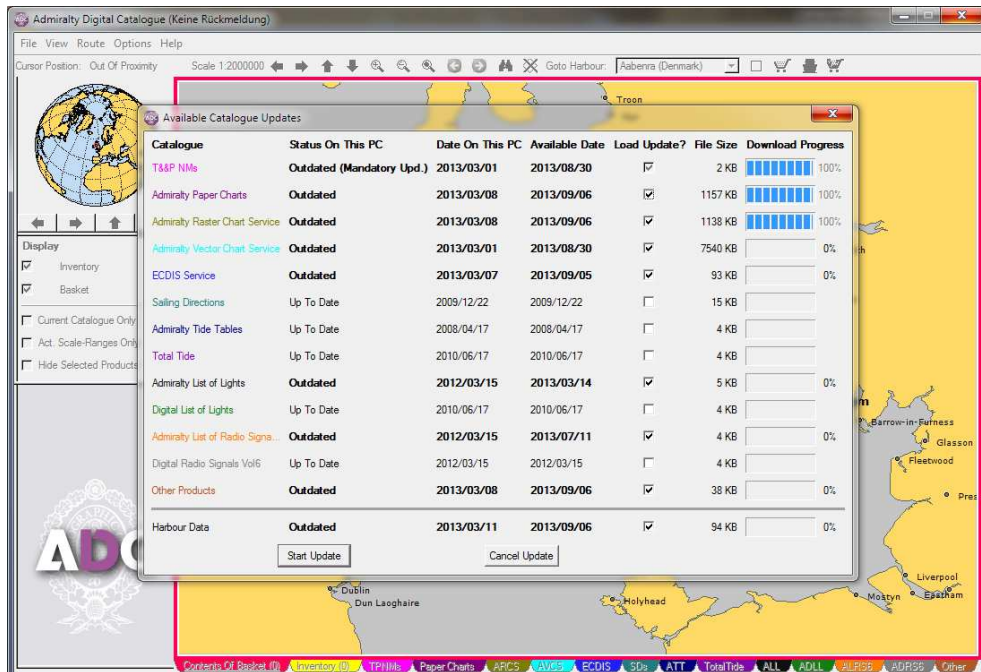 Admiralty Digital Catalogue (Keine Rückmeldung)
File View Route Options Help
Cursor Position: Out Of Proximity Scale 1:2000000 Goto Harbour: Aabenra (Denmark)
Troon
Available Catalogue Updates
Catalogue Status On This PC Date On This PC Available Date Load Update? File Size Download Progress
T&&P NMs Outdated (Mandatory Upd.) 2013/03/01 2013/08/30 2 KB 100%
Admiralty Paper Charts Outdated 2013/03/08 2013/09/06 1157 KB 100%
Admiralty Raster Chart Service Outdated 2013/03/08 2013/09/06 1138 KB 100%
Admiralty Vector Chart Service Outdated 2013/03/01 2013/08/30 7540 KB 0%
ECDIS Service Outdated 2013/03/07 2013/09/05 93 KB 0%
Sailing Directions Up To Date 2009/12/22 2009/12/22 15 KB
Admiralty Tide Tables Up To Date 2008/04/17 2008/04/17 4 KB
Total Tide Up To Date 2010/06/17 2010/06/17 4 KB
Admiralty List of Lights Outdated 2012/03/15 2013/03/14 5 KB 0%
Digital List of Lights Up To Date 2010/06/17 2010/06/17 4 KB
Admiralty List of Radio Signa... Outdated 2012/03/15 2013/07/11 4 KB 0%
Digital Radio Signals Vol6 Up To Date 2012/03/15 2012/03/15 4 KB
Other Products Outdated 2013/03/08 2013/09/06 38 KB 0%
Harbour Data Outdated 2013/03/11 2013/09/06 94 KB 0%
Start Update Cancel Update
Display
Inventory
Basket
Current Catalogue Only
Act. Scale-Ranges Only
Hide Selected Products
ADC
Barrow-in-Furness
Glasson
Fleetwood
Pres
Liverpool
Mostyn Eastham
Dublin
Dun Laoghaire
Holyhead
Contents Of Basket (0) Inventory (0) TPNMs Paper Charts ARCS AVCS ECDIS SDs ATT TotalTide ALL ADLL ALRS6 ADRS6 Other